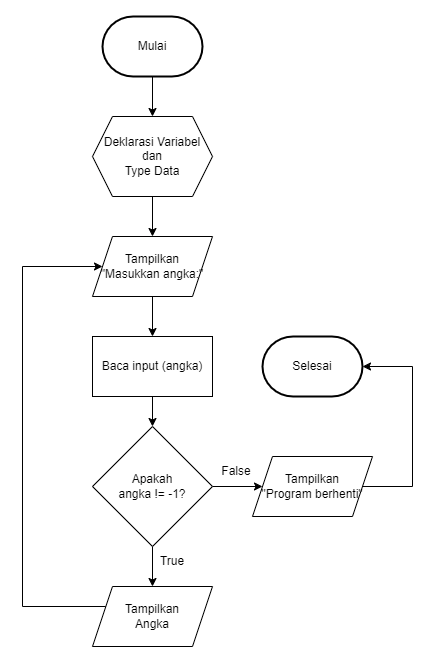 Mulai
Deklarasi Variabel
dan
Type Data
Tampilkan
"Masukkan angka:"
Baca input (angka)
Selesai
Apakah
angka != -1?
False
Tampilkan
"Program berhenti
True
Tampilkan
Angka